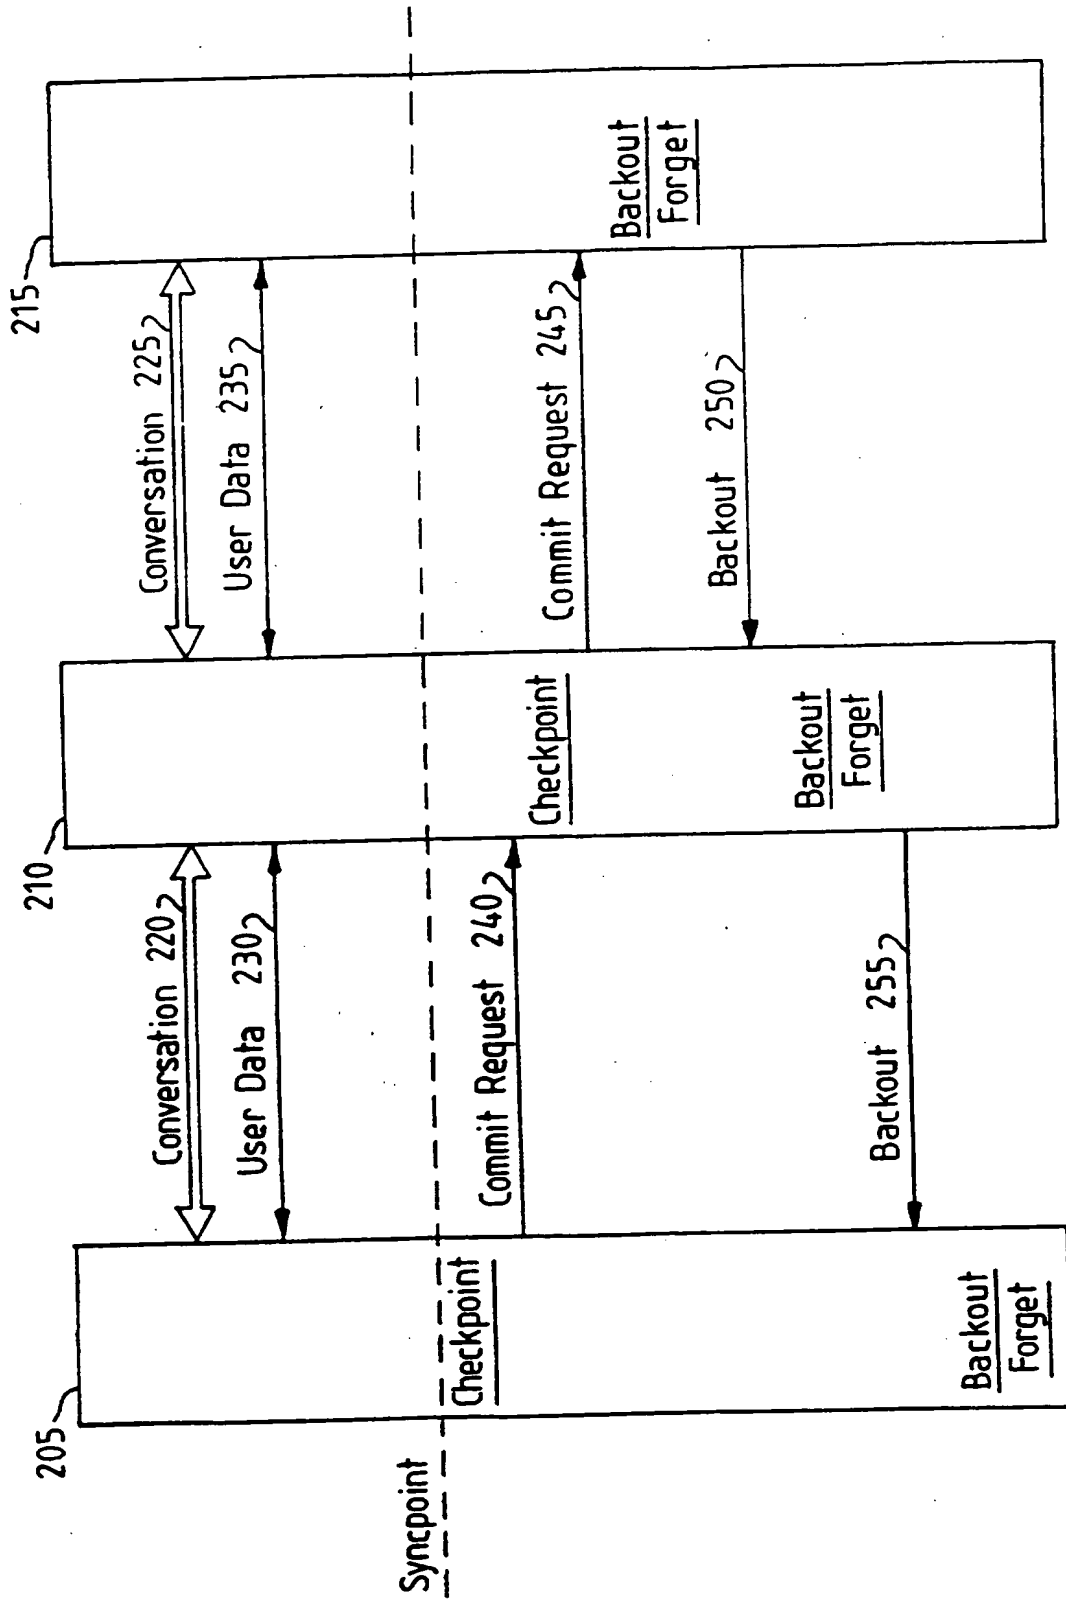 205
210
215
Conversation 220
Conversation 225
User Data 230
User Data 235
Syncpoint
Checkpoint
Commit Request 240
Checkpoint
Commit Request 245
Backout
Forget
Backout 250
Backout
Forget
Backout 255
Backout
Forget